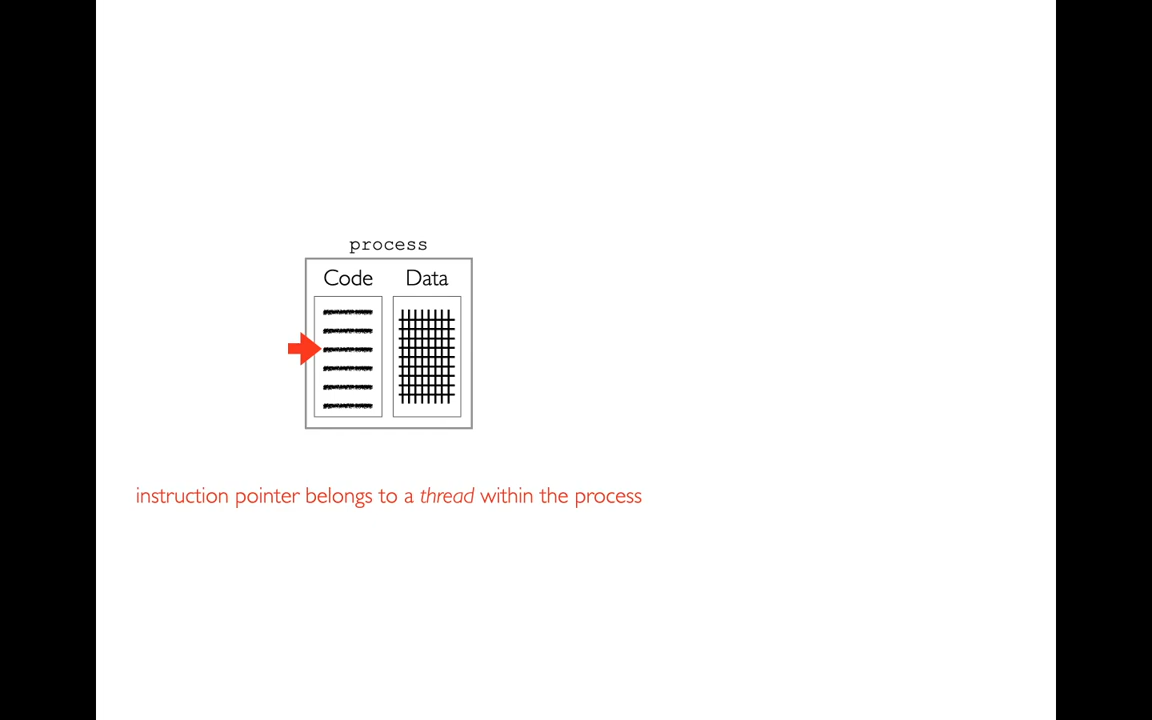 process
Code Data
instruction pointer belongs to a thread within the process